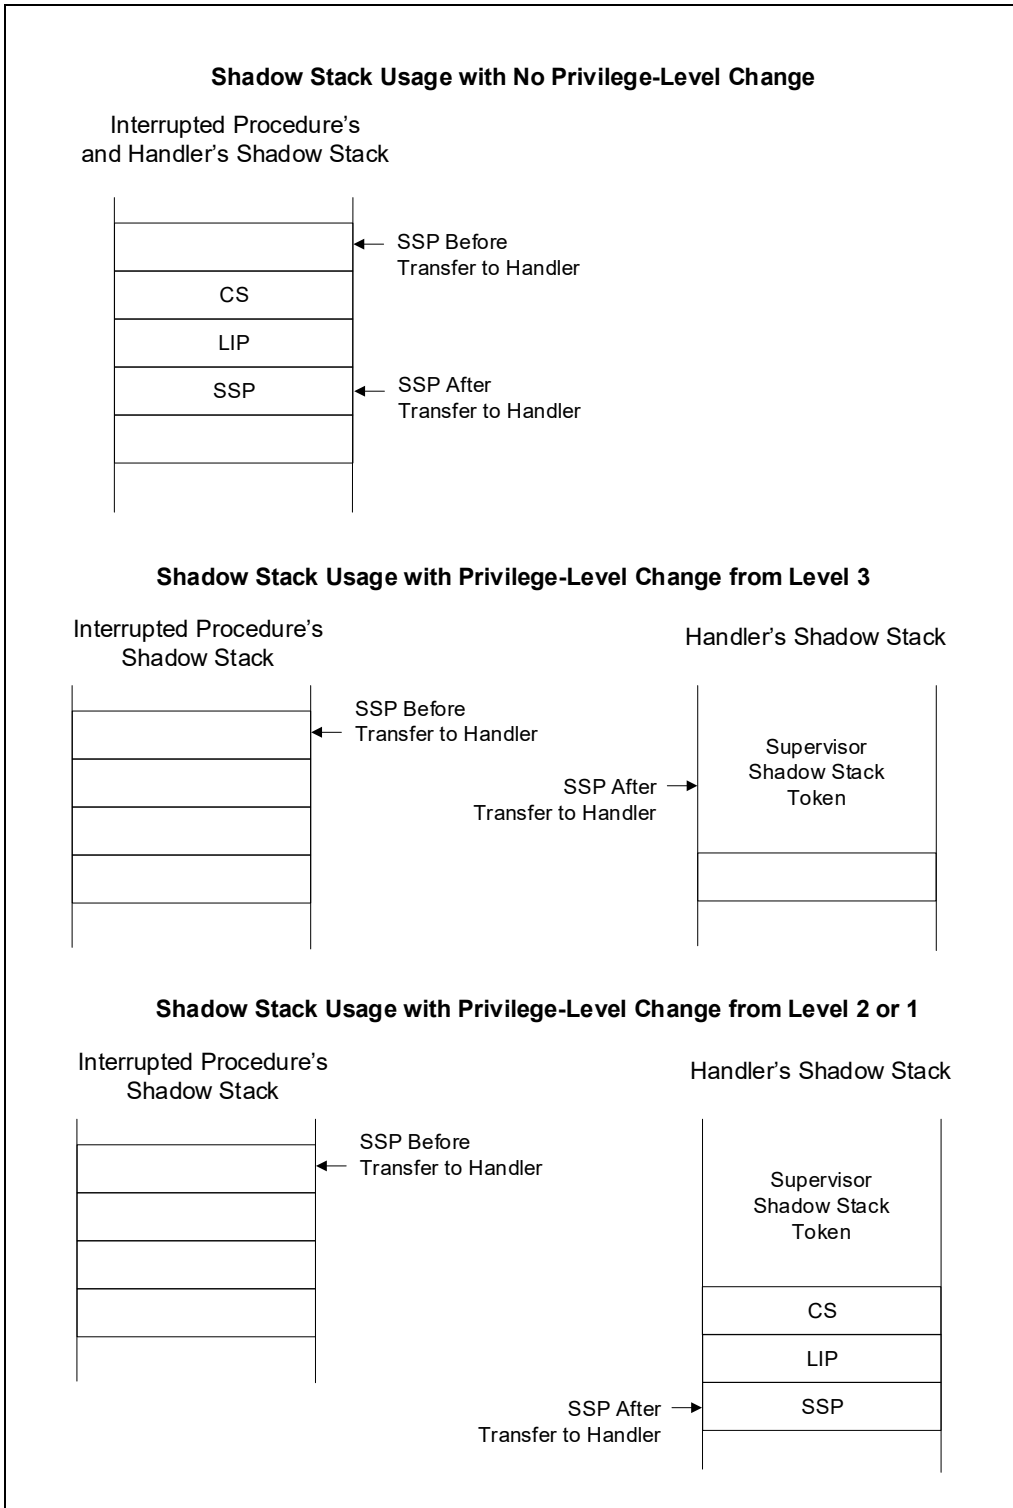 Shadow Stack Usage with No Privilege-Level Change
Interrupted Procedure's
and Handler's Shadow Stack
SSP Before
Transfer to Handler
CS
LIP
SSP
SSP After
Transfer to Handler
Shadow Stack Usage with Privilege-Level Change from Level 3
Interrupted Procedure's
Shadow Stack
Handler's Shadow Stack
SSP Before
Transfer to Handler
Supervisor
Shadow Stack
Token
SSP After
Transfer to Handler
Shadow Stack Usage with Privilege-Level Change from Level 2 or 1
Interrupted Procedure's
Shadow Stack
Handler's Shadow Stack
SSP Before
Transfer to Handler
Supervisor
Shadow Stack
Token
CS
LIP
SSP
SSP After
Transfer to Handler